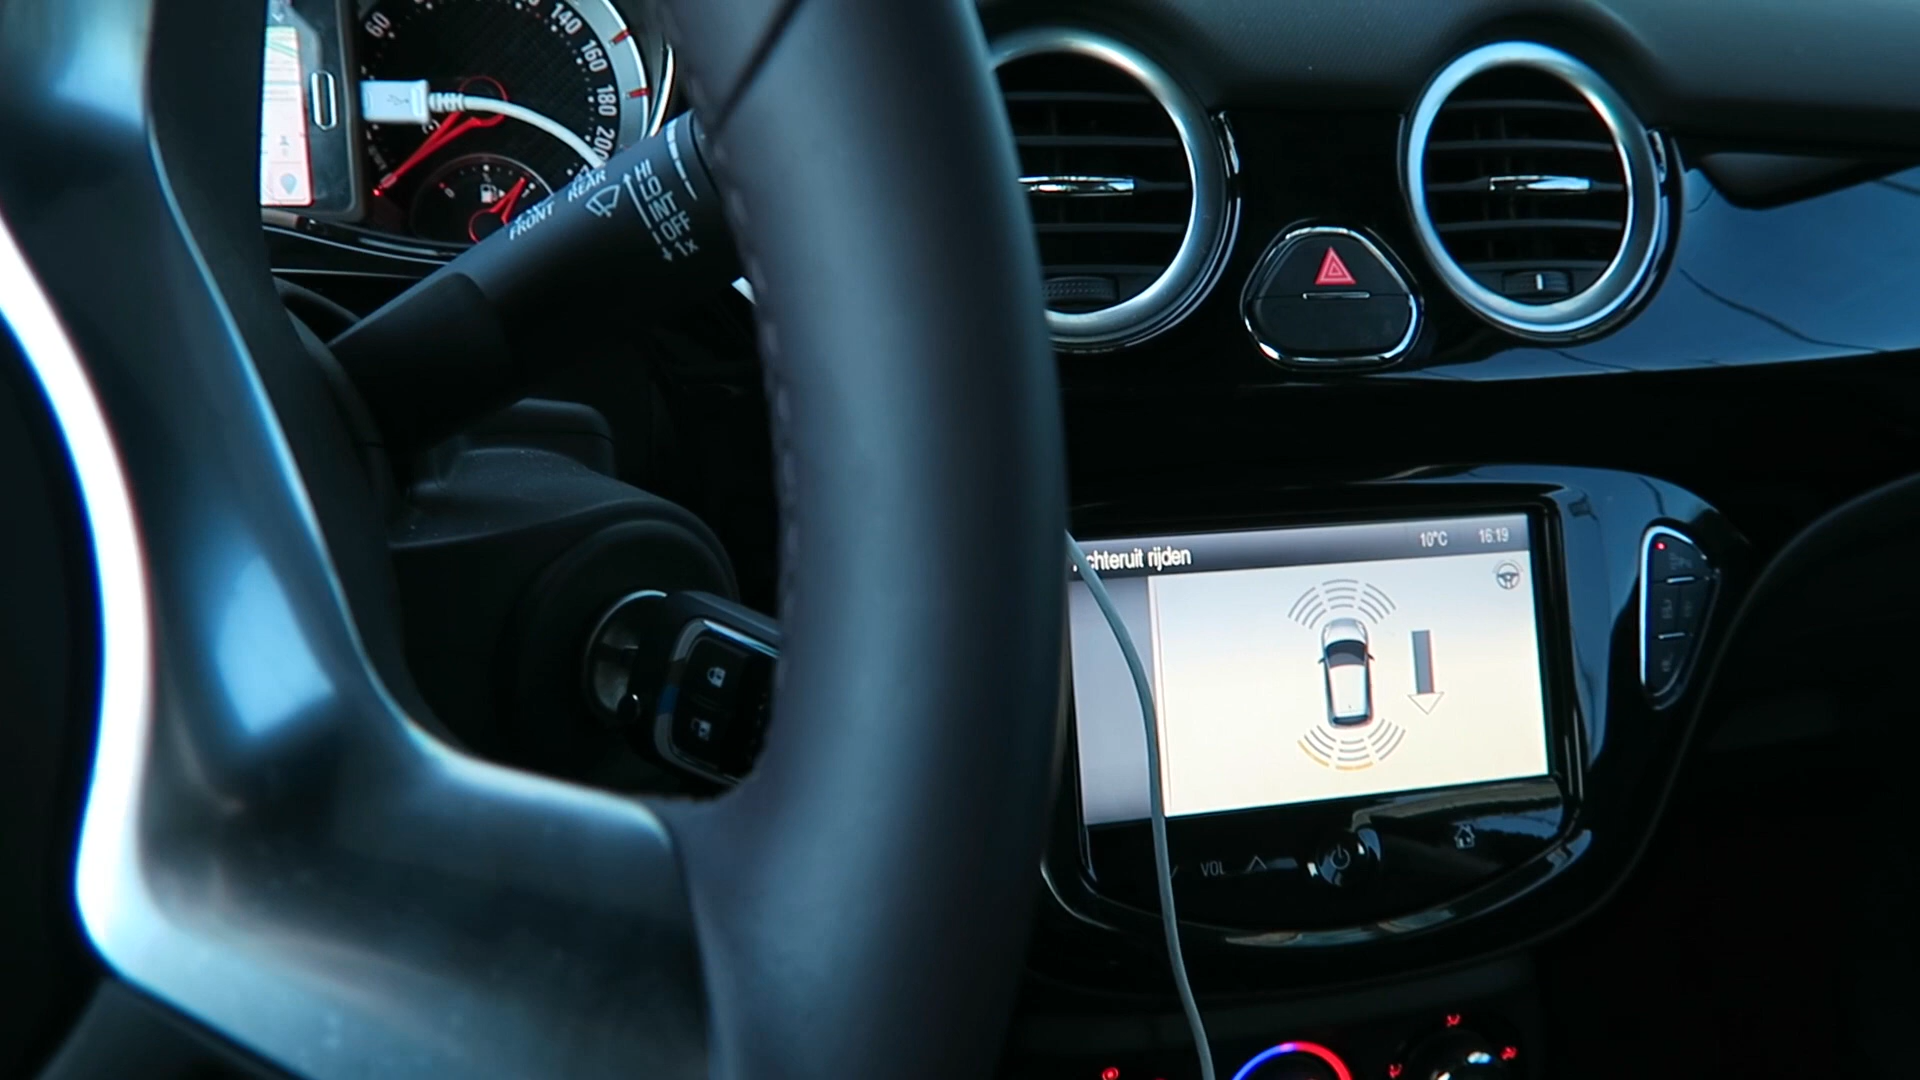 60
140
160
180
200
REAR
FRONT
HI
LO
INT
OFF
1x
10°C 16:19
chteruit rijden
VOL